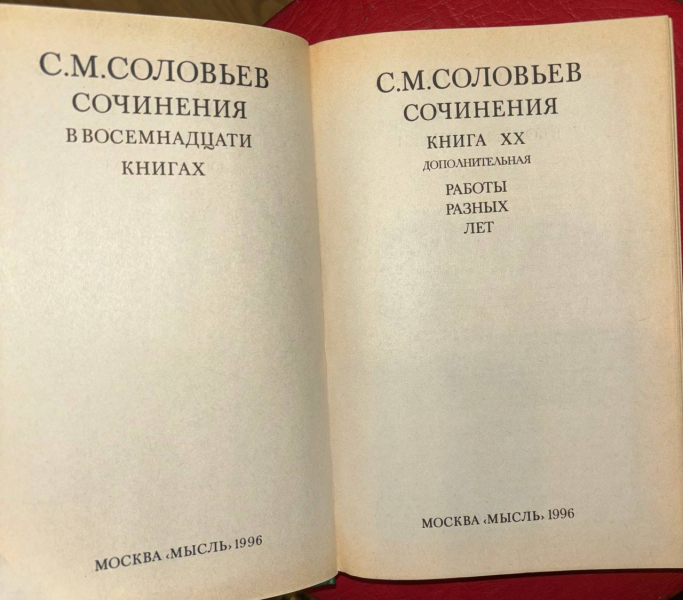 С.М.СОЛОВЬЕВ
СОЧИНЕНИЯ
В ВОСЕМНАДЦАТИ
КНИГАХ
МОСКВА «МЫСЛЬ» 1996
С.М.СОЛОВЬЕВ
СОЧИНЕНИЯ
КНИГА XX
ДОПОЛНИТЕЛЬНАЯ
РАБОТЫ
РАЗНЫХ
ЛЕТ
МОСКВА «МЫСЛЬ» 1996